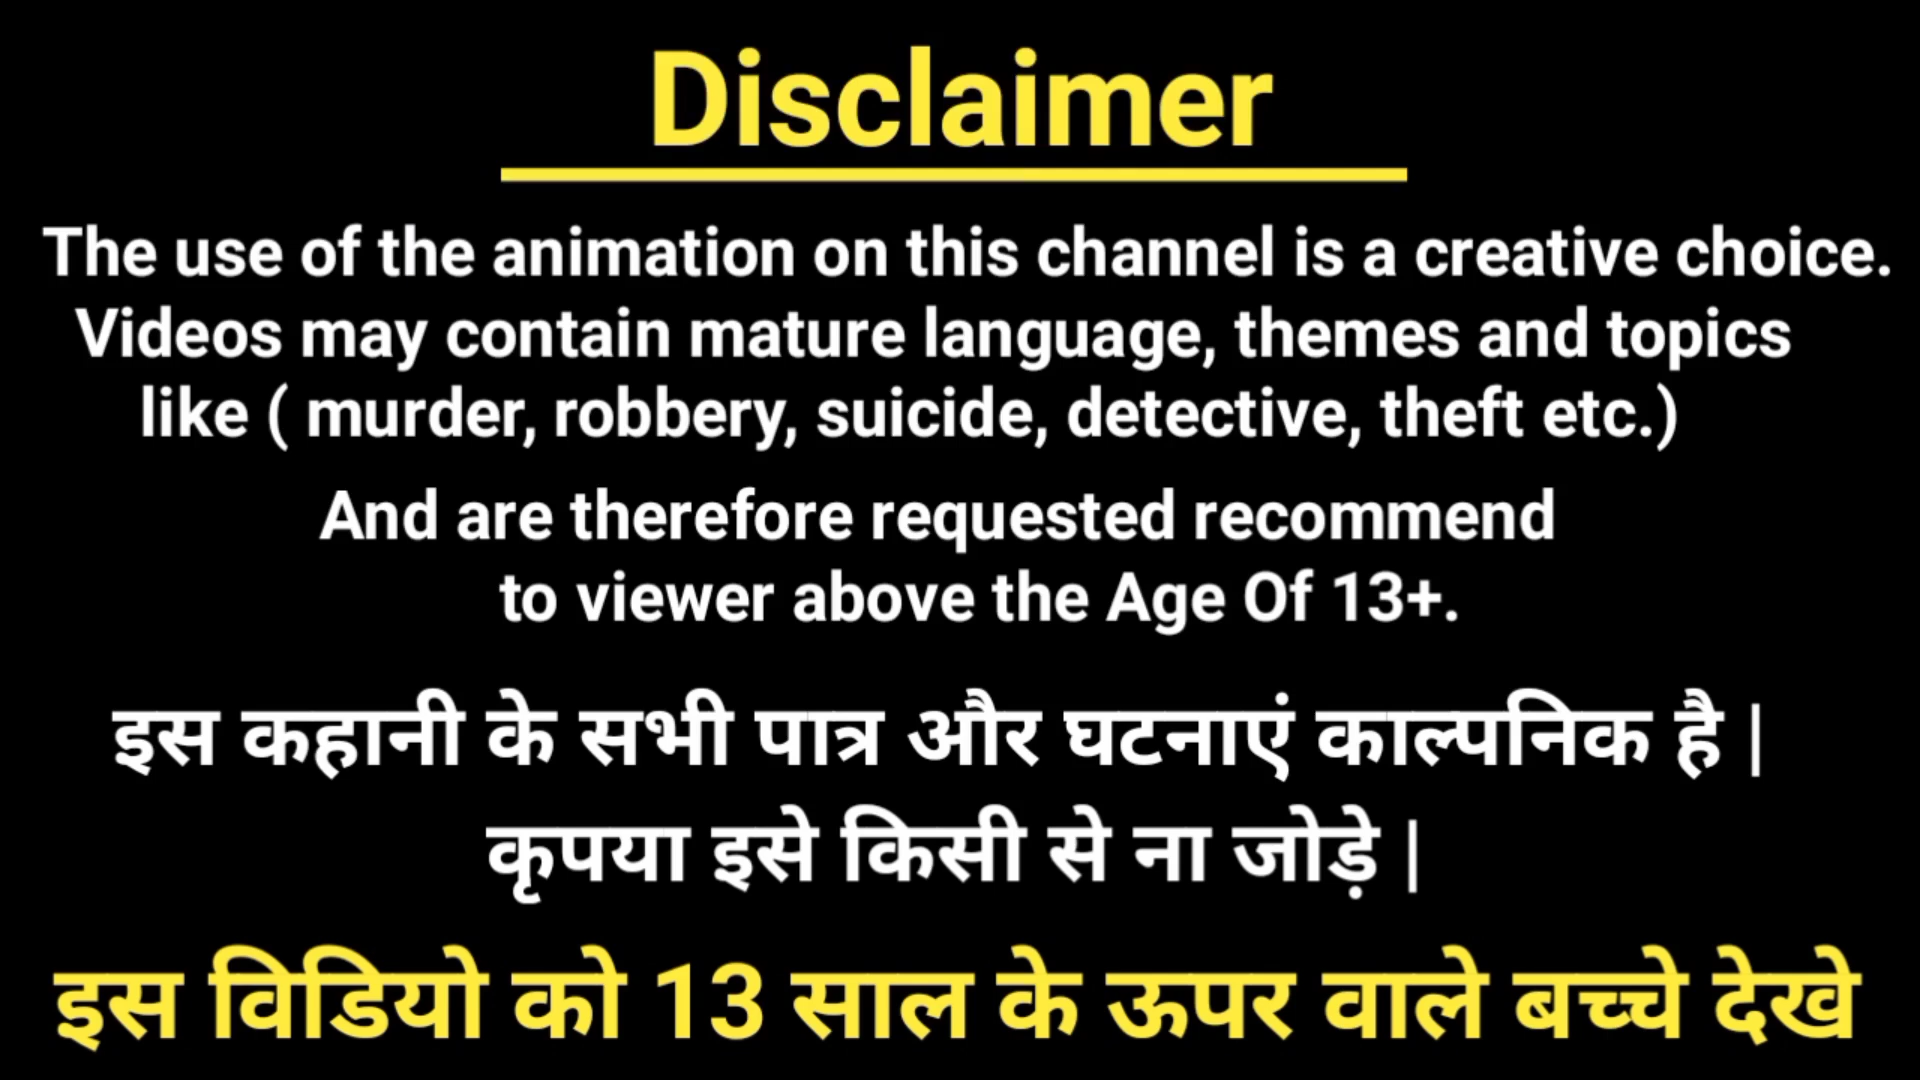 Disclaimer
The use of the animation on this channel is a creative choice.
Videos may contain mature language, themes and topics
like ( murder, robbery, suicide, detective, theft etc.)
And are therefore requested recommend
to viewer above the Age Of 13+.
इस कहानी के सभी पात्र और घटनाएं काल्पनिक है |
कृपया इसे किसी से ना जोड़े |
इस विडियो को 13 साल के ऊपर वाले बच्चे देखे